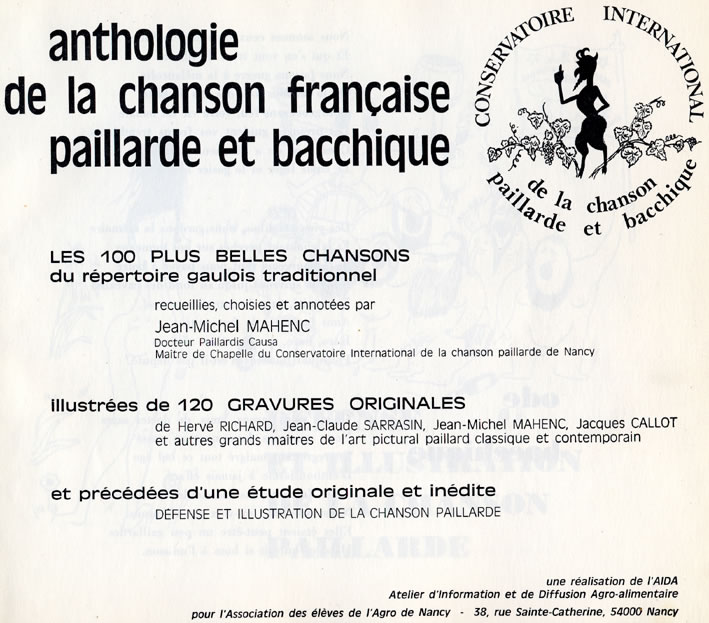 anthologie
de la chanson française
paillarde et bacchique
CONSERVATOIRE INTERNATIONAL
de la chanson
paillarde et bacchique
LES 100 PLUS BELLES CHANSONS
du répertoire gaulois traditionnel
recueillies, choisies et annotées par
Jean-Michel MAHENC
Docteur Paillardis Causa
Maître de Chapelle du Conservatoire International de la chanson paillarde de Nancy
illustrées de 120 GRAVURES ORIGINALES
de Hervé RICHARD, Jean-Claude SARRASIN, Jean-Michel MAHENC, Jacques CALLOT
et autres grands maîtres de l'art pictural paillard classique et contemporain
et précédées d'une étude originale et inédite
DÉFENSE ET ILLUSTRATION DE LA CHANSON PAILLARDE
une réalisation de l'AIDA
Atelier d'Information et de Diffusion Agro-alimentaire
pour l'Association des élèves de l'Agro de Nancy - 38, rue Sainte-Catherine, 54000 Nancy